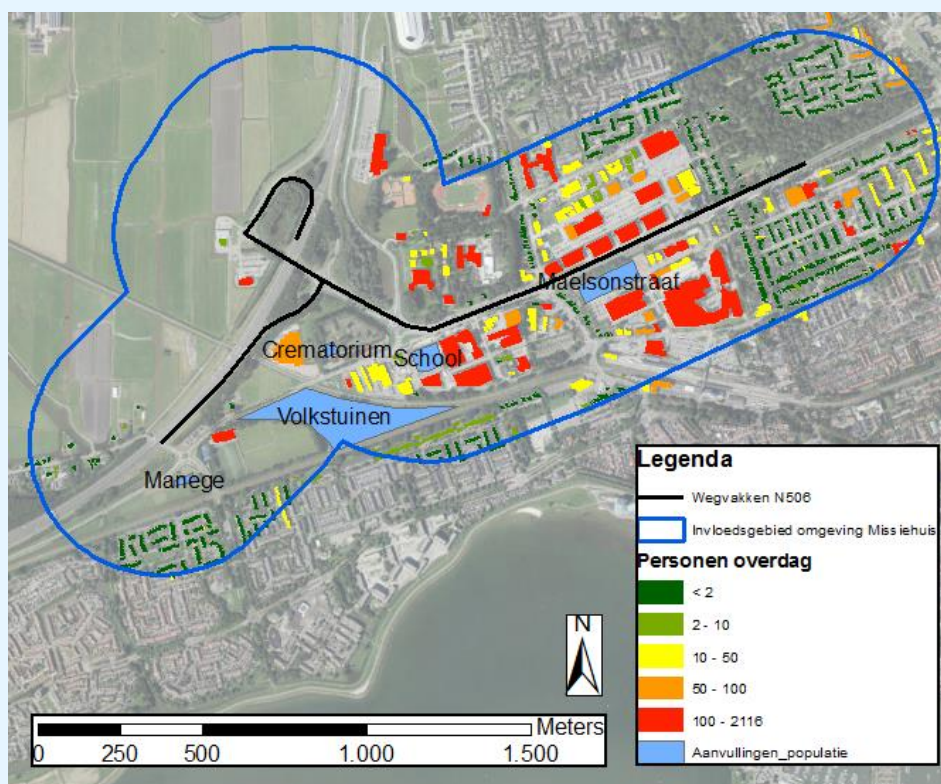 Maelsonstraat
Crematorium
School
Volkstuinen
Manege
Legenda
Wegvakken N506
Invloedsgebied omgeving Missiehuis
Personen overdag
< 2
2 - 10
10 - 50
50 - 100
100 - 2116
Aanvullingen_populatie
N
Meters
0 250 500 1.000 1.500